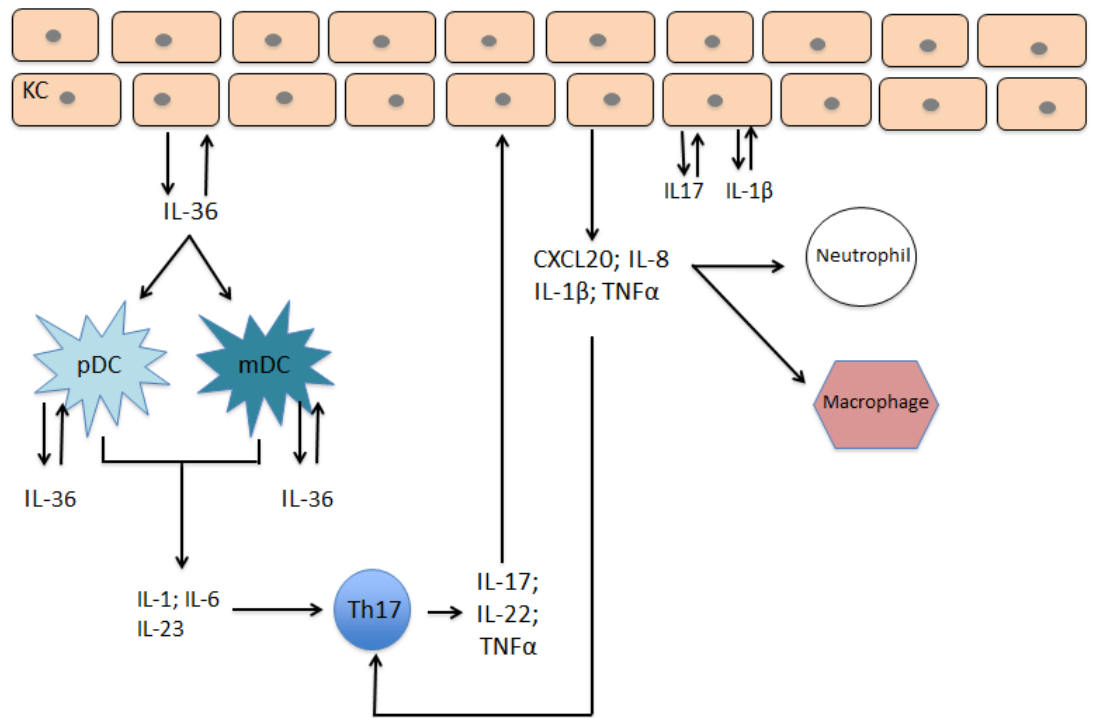 KC
IL-36
IL17
IL-1β
CXCL20; IL-8
IL-1β; TNFα
Neutrophil
pDC
mDC
Macrophage
IL-36
IL-36
IL-1; IL-6
IL-23
Th17
IL-17;
IL-22;
TNFα